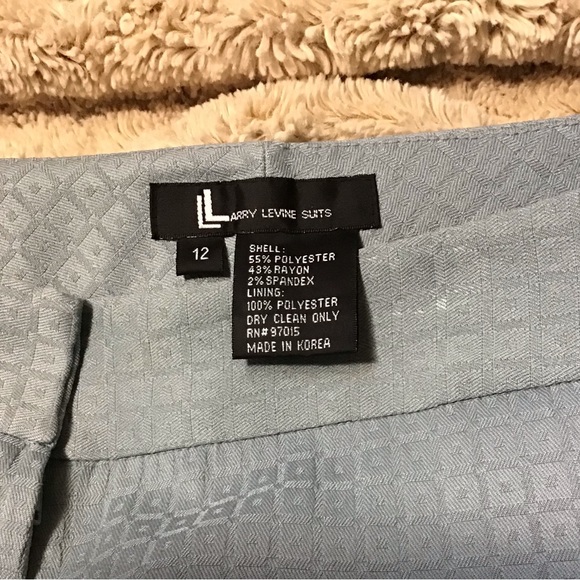 LARRY LEVINE SUITS
12
SHELL:
55% POLYESTER
43% RAYON
2% SPANDEX
LINING:
100% POLYESTER
DRY CLEAN ONLY
RN# 97015
MADE IN KOREA